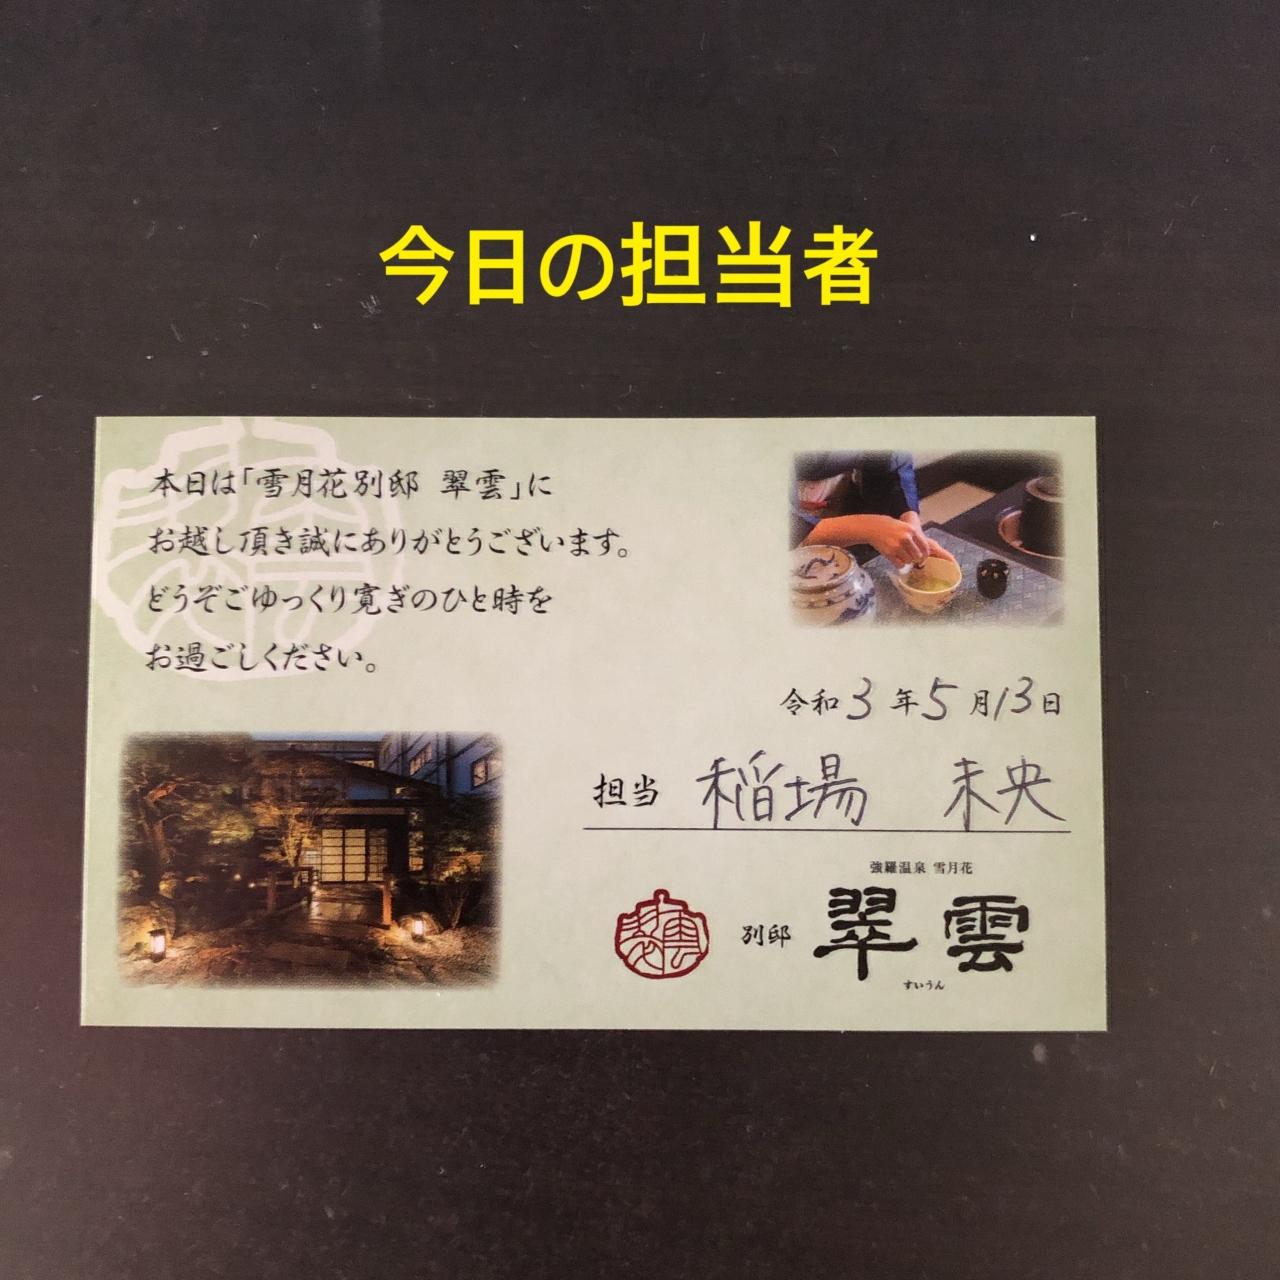 今日の担当者
本日は「雪月花別邸 翠雲」に
お越し頂き誠にありがとうございます。
どうぞごゆっくり寛ぎのひと時を
お過ごしください。
令和3年5月13日
担当 稲場 未央
強羅温泉 雪月花
別邸 翠雲
すいうん